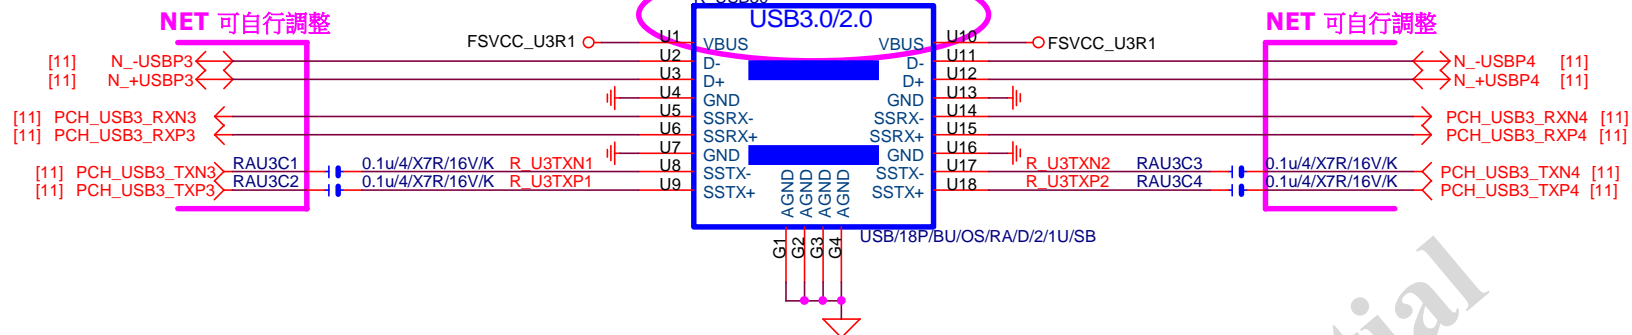 NET 可自行調整
USB3.0/2.0
NET 可自行調整
FSVCC_U3R1 U1 VBUS VBUS U10 FSVCC_U3R1
[11] N_-USBP3 U2 D- D- U11 N_-USBP4 [11]
[11] N_+USBP3 U3 D+ D+ U12 N_+USBP4 [11]
U4 GND GND U13
[11] PCH_USB3_RXN3 U5 SSRX- SSRX- U14 PCH_USB3_RXN4 [11]
[11] PCH_USB3_RXP3 U6 SSRX+ SSRX+ U15 PCH_USB3_RXP4 [11]
U7 GND GND U16
[11] PCH_USB3_TXN3 RAU3C1 0.1u/4/X7R/16V/K R_U3TXN1 U8 SSTX- SSTX- U17 R_U3TXN2 RAU3C3 0.1u/4/X7R/16V/K PCH_USB3_TXN4 [11]
[11] PCH_USB3_TXP3 RAU3C2 0.1u/4/X7R/16V/K R_U3TXP1 U9 SSTX+ SSTX+ U18 R_U3TXP2 RAU3C4 0.1u/4/X7R/16V/K PCH_USB3_TXP4 [11]
AGND AGND AGND AGND
G1 G2 G3 G4
USB/18P/BU/OS/RA/D/2/1U/SB